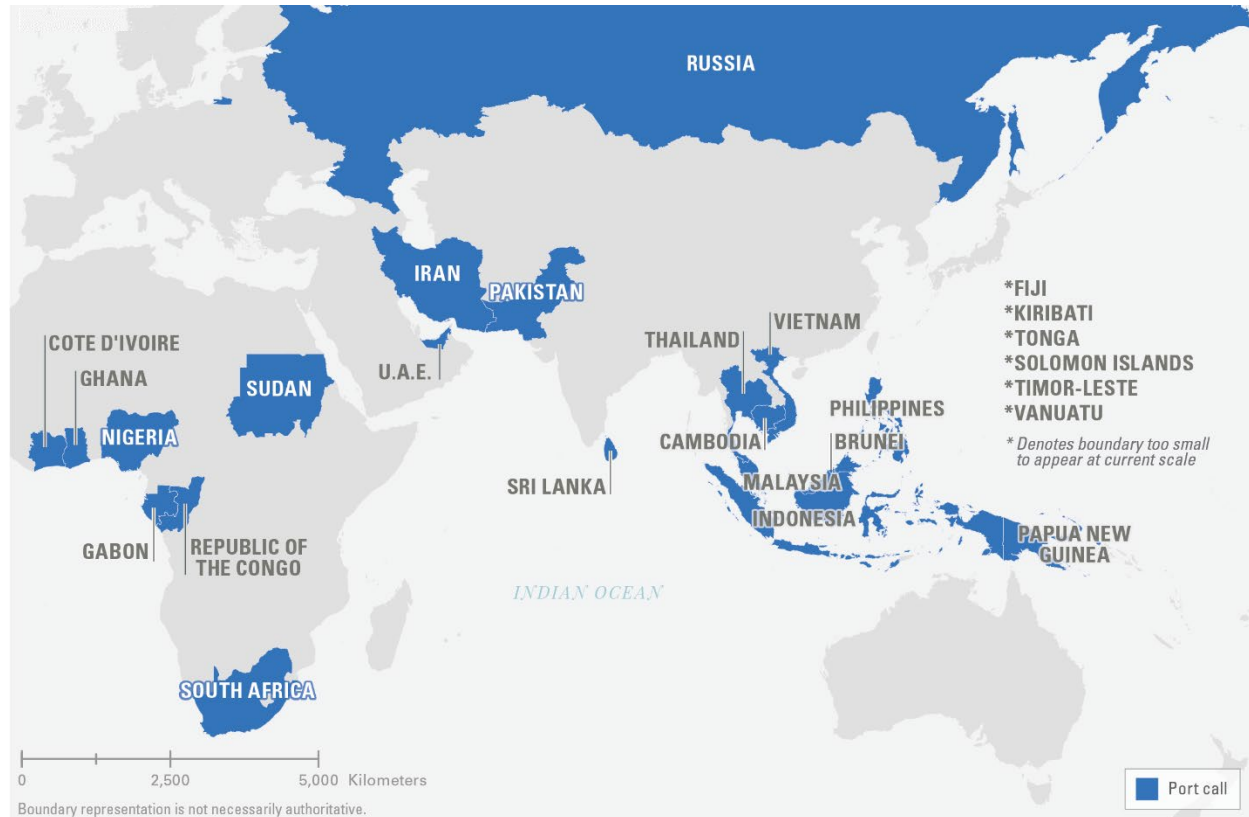 RUSSIA
IRAN
PAKISTAN
*FIJI
*KIRIBATI
*TONGA
*SOLOMON ISLANDS
*TIMOR-LESTE
*VANUATU
* Denotes boundary too small
to appear at current scale
COTE D'IVOIRE
GHANA
SUDAN
U.A.E.
THAILAND
VIETNAM
NIGERIA
PHILIPPINES
CAMBODIA
BRUNEI
SRI LANKA
MALAYSIA
INDONESIA
PAPUA NEW
GUINEA
GABON
REPUBLIC OF
THE CONGO
INDIAN OCEAN
SOUTH AFRICA
0 2,500 5,000 Kilometers
Boundary representation is not necessarily authoritative.
Port call